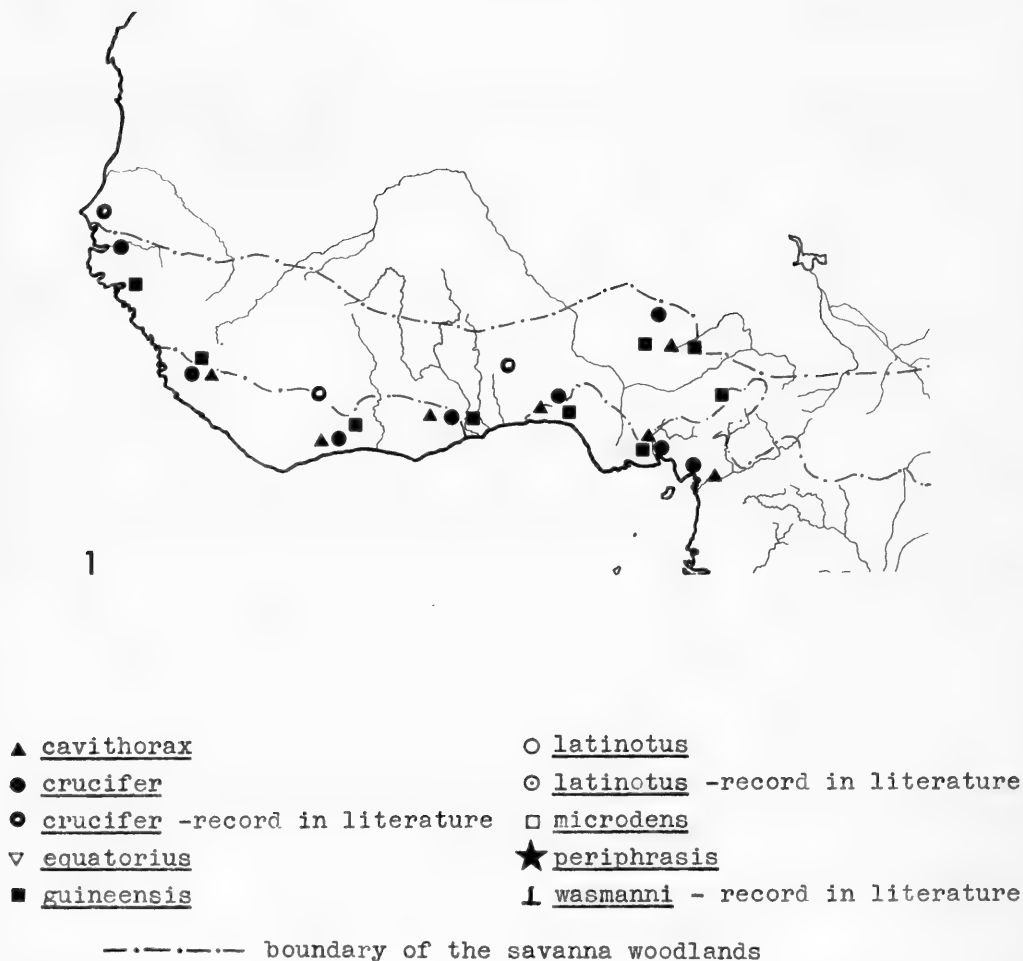 1
cavithorax
crucifer
crucifer -record in literature
equatorius
guineensis
latinotus
latinotus -record in literature
microdens
periphrasis
wasmanni - record in literature
boundary of the savanna woodlands